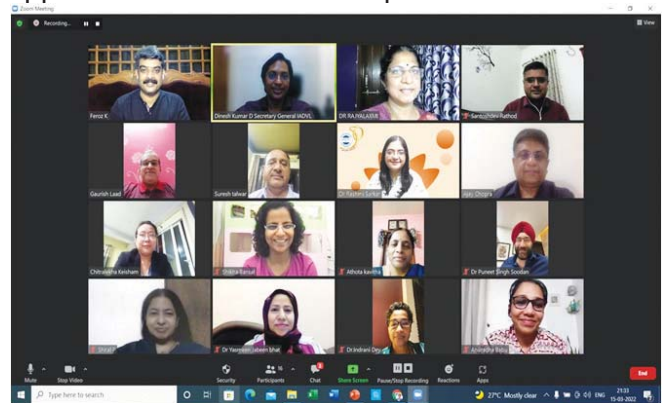 Zoom Meeting
Recording...
View
Feroz K
Dinesh Kumar D Secretary General IADVL
DR RAJYALAXMI
Santoshdev Rathod
Gaurish Laad
Suresh talwar
Dr Rashmi Sarkar
Ajay Chopra
Chitralekha Keisham
Shikha Bansal
Athota kavitha
Dr Puneet Singh Soodan
Dr Yasmeen Jabeen bhat
Dr Indrani Dey
Mute
Stop Video
Security
Participants
16
Chat
Share Screen
Pause/Stop Recording
Reactions
Apps
End
Type here to search
27°C Mostly clear
ENG
21:33
15-03-2022